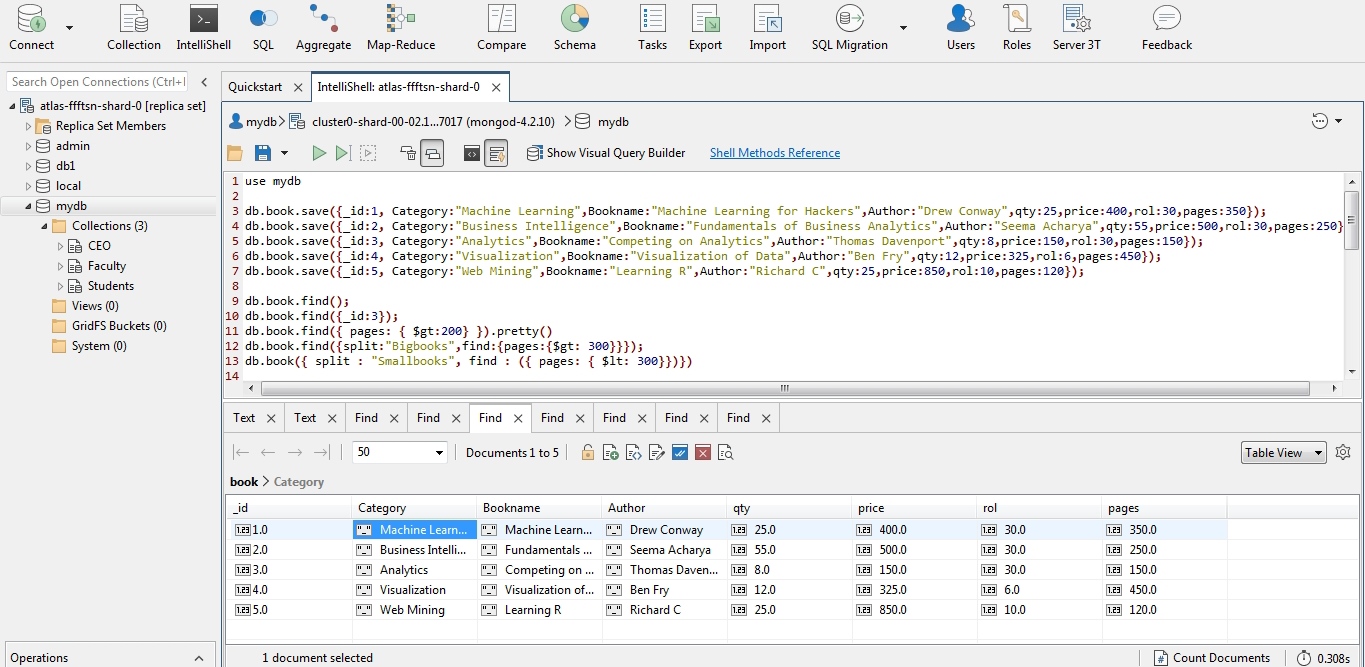 Connect Collection IntelliShell SQL Aggregate Map-Reduce Compare Schema Tasks Export Import SQL Migration Users Roles Server 3T Feedback
Search Open Connections (Ctrl+
atlas-ffftsn-shard-0 [replica set]
Replica Set Members
admin
db1
local
mydb
Collections (3)
CEO
Faculty
Students
Views (0)
GridFS Buckets (0)
System (0)
Operations
Quickstart IntelliShell: atlas-ffftsn-shard-0
mydb cluster0-shard-00-02.1...7017 (mongod-4.2.10) mydb
Show Visual Query Builder Shell Methods Reference
1 use mydb
2
3 db.book.save({_id:1, Category:"Machine Learning",Bookname:"Machine Learning for Hackers",Author:"Drew Conway",qty:25,price:400,rol:30,pages:350});
4 db.book.save({_id:2, Category:"Business Intelligence",Bookname:"Fundamentals of Business Analytics",Author:"Seema Acharya",qty:55,price:500,rol:30,pages:250}
5 db.book.save({_id:3, Category:"Analytics",Bookname:"Competing on Analytics",Author:"Thomas Davenport",qty:8,price:150,rol:30,pages:150});
6 db.book.save({_id:4, Category:"Visualization",Bookname:"Visualization of Data",Author:"Ben Fry",qty:12,price:325,rol:6,pages:450});
7 db.book.save({_id:5, Category:"Web Mining",Bookname:"Learning R",Author:"Richard C",qty:25,price:850,rol:10,pages:120});
8
9 db.book.find();
10 db.book.find({_id:3});
11 db.book.find({ pages: { $gt:200} }).pretty()
12 db.book.find({split:"Bigbooks",find:{pages:{$gt: 300}}});
13 db.book({ split : "Smallbooks", find : ({ pages: { $lt: 300}})})
14
Text Text Find Find Find Find Find Find Find
50 Documents 1 to 5 Table View
book > Category
_id Category Bookname Author qty price rol pages
1.0 Machine Learn... Machine Learn... Drew Conway 25.0 400.0 30.0 350.0
2.0 Business Intelli... Fundamentals ... Seema Acharya 55.0 500.0 30.0 250.0
3.0 Analytics Competing on ... Thomas Daven... 8.0 150.0 30.0 150.0
4.0 Visualization Visualization of... Ben Fry 12.0 325.0 6.0 450.0
5.0 Web Mining Learning R Richard C 25.0 850.0 10.0 120.0
1 document selected Count Documents 0.308s